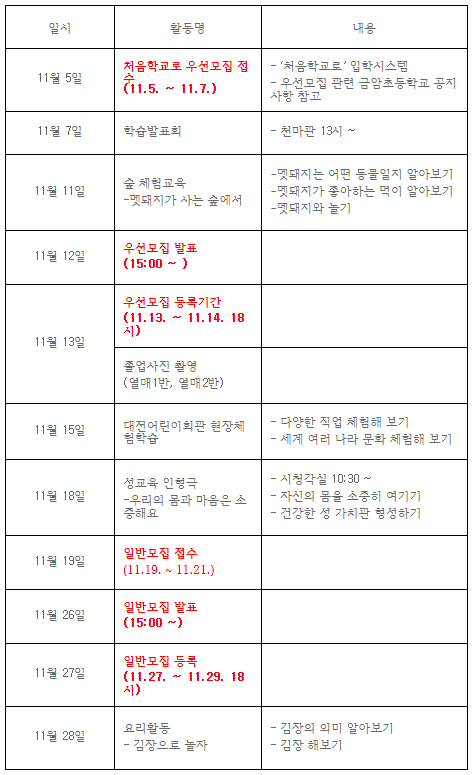 일시 활동명 내용
11월 5일
처음학교로 우선모집 접
수
(11.5. ~ 11.7.)
- ‘처음학교로’ 입학시스템
- 우선모집 관련 금암초등학교 공지
사항 참고
11월 7일
학습발표회
- 천마관 13시 ~
11월 11일
숲 체험교육
-멧돼지가 사는 숲에서
-멧돼지는 어떤 동물일지 알아보기
-멧돼지가 좋아하는 먹이 알아보기
-멧돼지와 놀기
11월 12일
우선모집 발표
(15:00 ~ )
11월 13일
우선모집 등록기간
(11.13. ~ 11.14. 18
시)
졸업사진 촬영
(열매1반, 열매2반)
11월 15일
대전어린이회관 현장체
험학습
- 다양한 직업 체험해 보기
- 세계 여러 나라 문화 체험해 보기
11월 18일
성교육 인형극
-우리의 몸과 마음은 소
중해요
- 시청각실 10:30 ~
- 자신의 몸을 소중히 여기기
- 건강한 성 가치관 형성하기
11월 19일
일반모집 접수
(11.19. ~ 11.21.)
11월 26일
일반모집 발표
(15:00 ~)
11월 27일
일반모집 등록
(11.27. ~ 11.29. 18
시)
11월 28일
요리활동
- 김장으로 놀자
- 김장의 의미 알아보기
- 김장 해보기